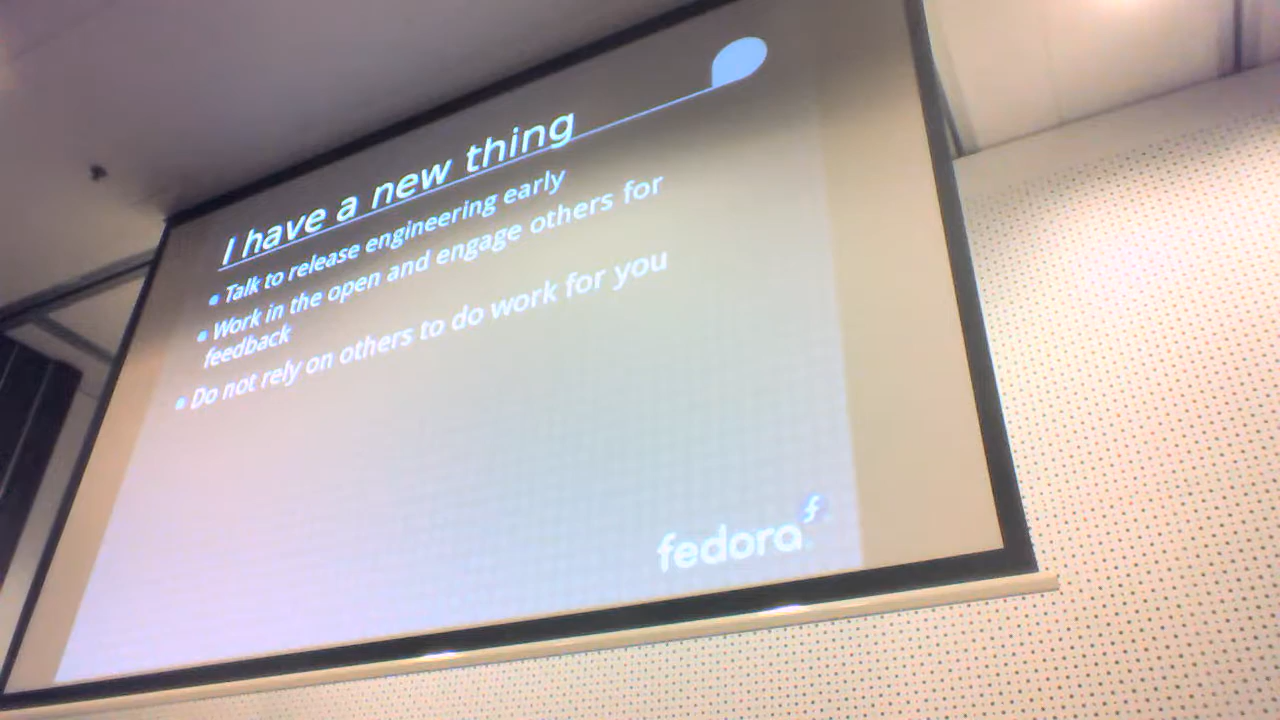 I have a new thing
• Talk to release engineering early
• Work in the open and engage others for
feedback
• Do not rely on others to do work for you
fedora